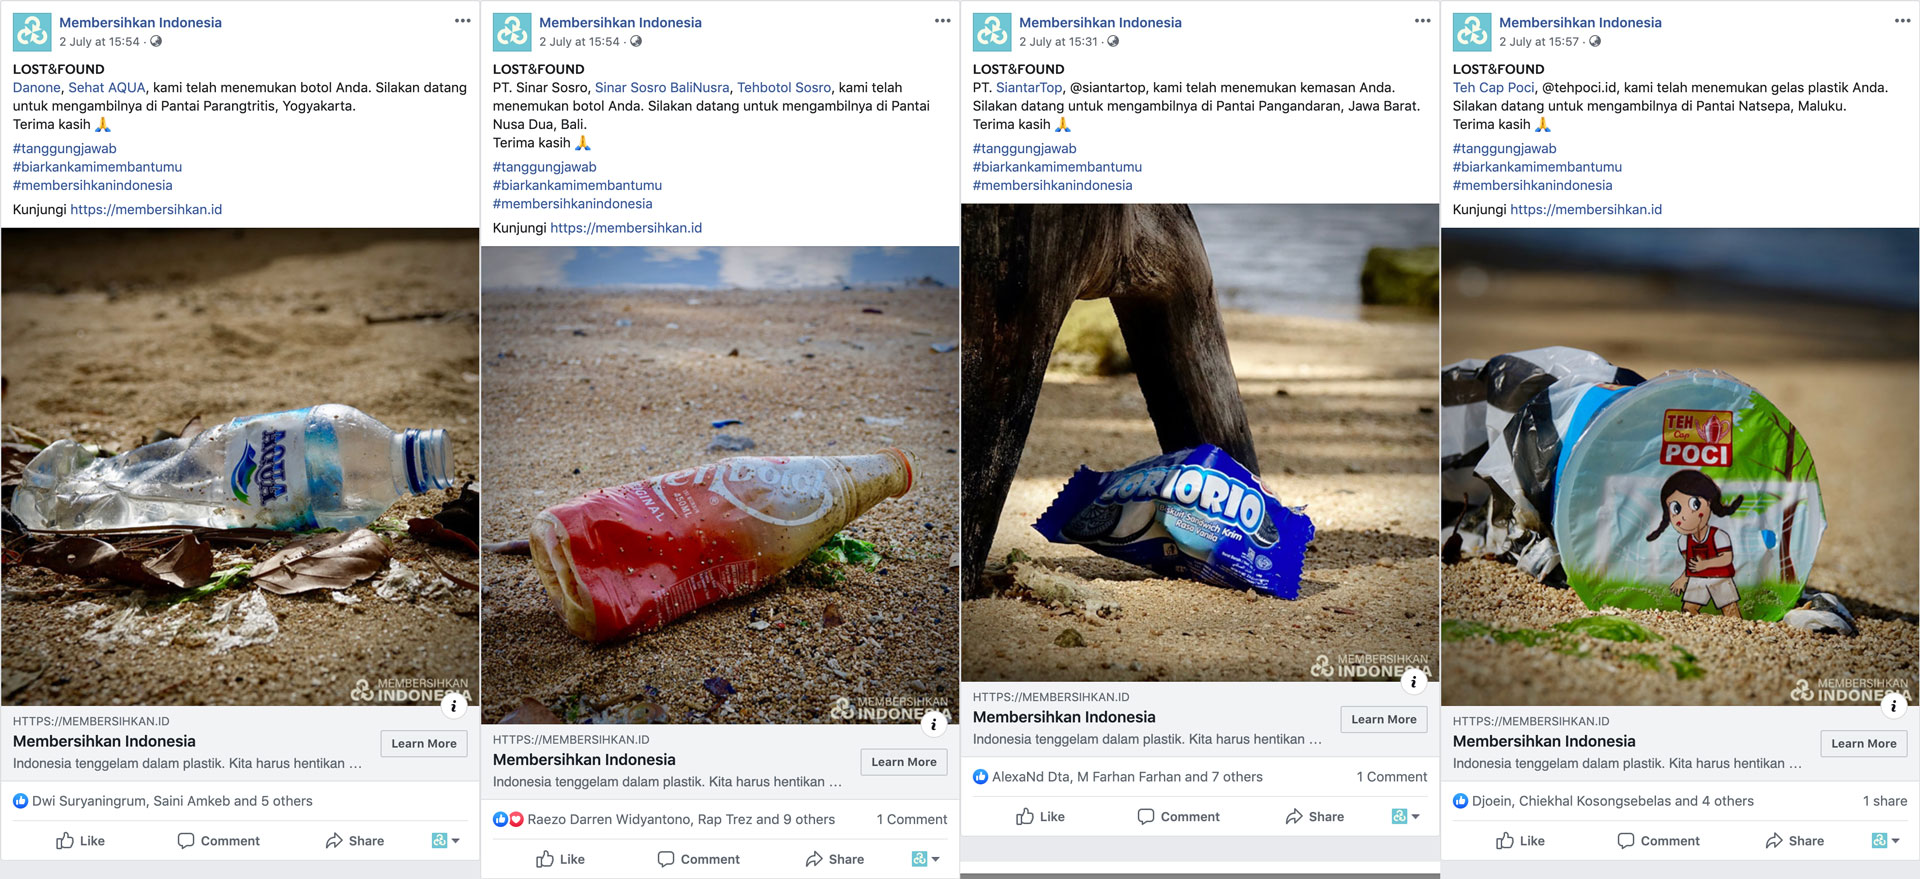 Membersihkan Indonesia
2 July at 15:54 ·
LOST&FOUND
Danone, Sehat AQUA, kami telah menemukan botol Anda. Silakan datang
untuk mengambilnya di Pantai Parangtritis, Yogyakarta.
Terima kasih 🙏
#tanggungjawab
#biarkankamimembantumu
#membersihkanindonesia
Kunjungi https://membersihkan.id
AQUA
MEMBERSIHKAN
INDONESIA
HTTPS://MEMBERSIHKAN.ID
Membersihkan Indonesia
Indonesia tenggelam dalam plastik. Kita harus hentikan ...
Learn More
Dwi Suryaningrum, Saini Amkeb and 5 others
Like Comment Share
Membersihkan Indonesia
2 July at 15:54 ·
LOST&FOUND
PT. Sinar Sosro, Sinar Sosro BaliNusra, Tehbotol Sosro, kami telah
menemukan botol Anda. Silakan datang untuk mengambilnya di Pantai
Nusa Dua, Bali.
Terima kasih 🙏
#tanggungjawab
#biarkankamimembantumu
#membersihkanindonesia
Kunjungi https://membersihkan.id
ORIGINAL
450ML
MEMBERSIHKAN
INDONESIA
HTTPS://MEMBERSIHKAN.ID
Membersihkan Indonesia
Indonesia tenggelam dalam plastik. Kita harus hentikan ...
Learn More
Raezo Darren Widyantono, Rap Trez and 9 others 1 Comment
Like Comment Share
Membersihkan Indonesia
2 July at 15:31 ·
LOST&FOUND
PT. SiantarTop, @siantartop, kami telah menemukan kemasan Anda.
Silakan datang untuk mengambilnya di Pantai Pangandaran, Jawa Barat.
Terima kasih 🙏
#tanggungjawab
#biarkankamimembantumu
#membersihkanindonesia
ORIO
Biskuit Sandwich Krim
Rasa Vanila
MEMBERSIHKAN
INDONESIA
HTTPS://MEMBERSIHKAN.ID
Membersihkan Indonesia
Indonesia tenggelam dalam plastik. Kita harus hentikan ...
Learn More
AlexaNd Dta, M Farhan Farhan and 7 others 1 Comment
Like Comment Share
Membersihkan Indonesia
2 July at 15:57 ·
LOST&FOUND
Teh Cap Poci, @tehpoci.id, kami telah menemukan gelas plastik Anda.
Silakan datang untuk mengambilnya di Pantai Natsepa, Maluku.
Terima kasih 🙏
#tanggungjawab
#biarkankamimembantumu
#membersihkanindonesia
Kunjungi https://membersihkan.id
TEH
Cap
POCI
MEMBERSIHKAN
INDONESIA
HTTPS://MEMBERSIHKAN.ID
Membersihkan Indonesia
Indonesia tenggelam dalam plastik. Kita harus hentikan ...
Learn More
Djoein, Chiekhal Kosongsebelas and 4 others 1 share
Like Comment Share